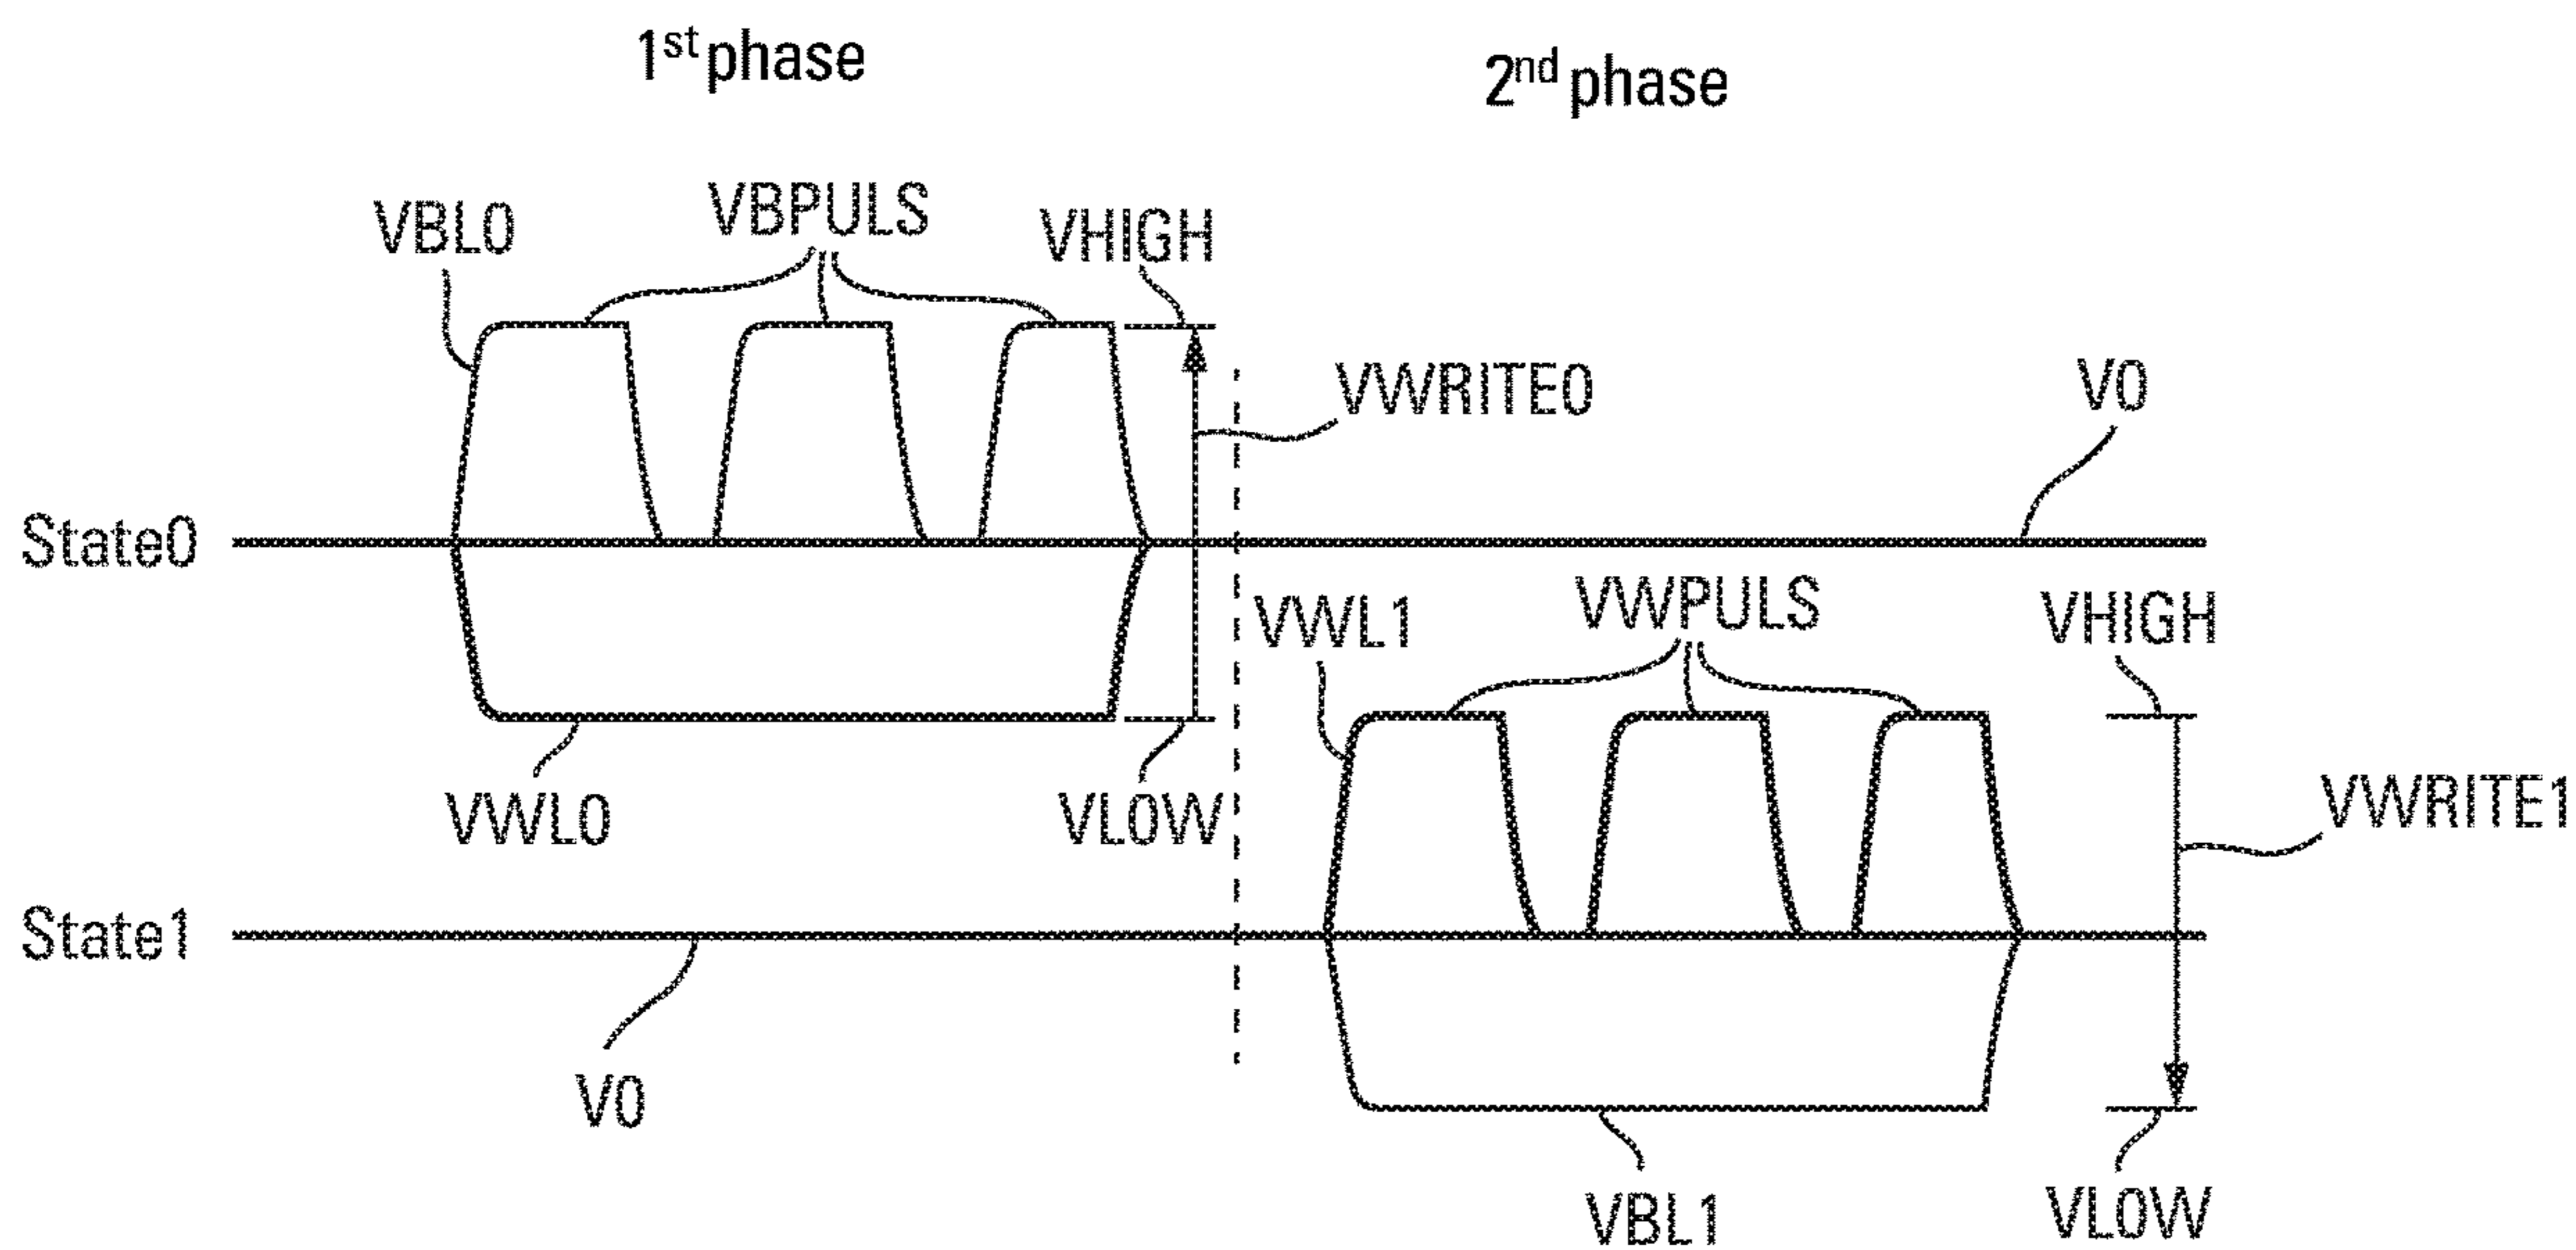 1st phase
2nd phase
VBL0
VBPULS
VHIGH
VWRITE0
V0
State0
VWL1
VWPULS
VHIGH
VWL0
VLOW
VWRITE1
State1
V0
VBL1
VLOW